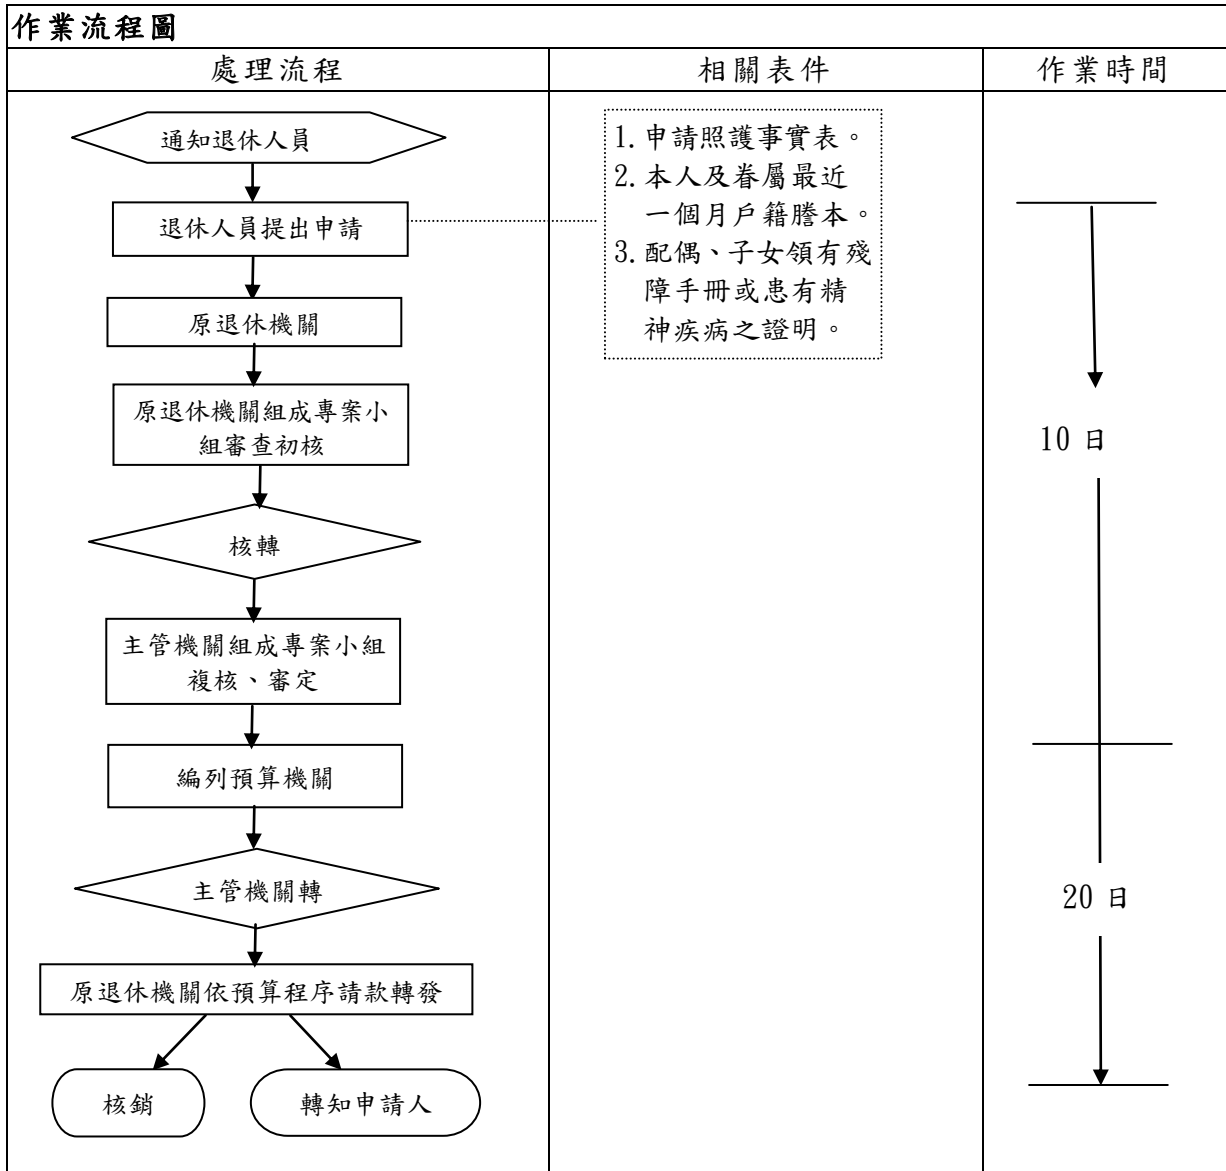 作業流程圖
處理流程
相關表件
作業時間
通知退休人員
退休人員提出申請
原退休機關
原退休機關組成專案小
組審查初核
核轉
主管機關組成專案小組
複核、審定
編列預算機關
主管機關轉
原退休機關依預算程序請款轉發
核銷
轉知申請人
1.申請照護事實表。
2.本人及眷屬最近
一個月戶籍謄本。
3.配偶、子女領有殘
障手冊或患有精
神疾病之證明。
10 日
20 日